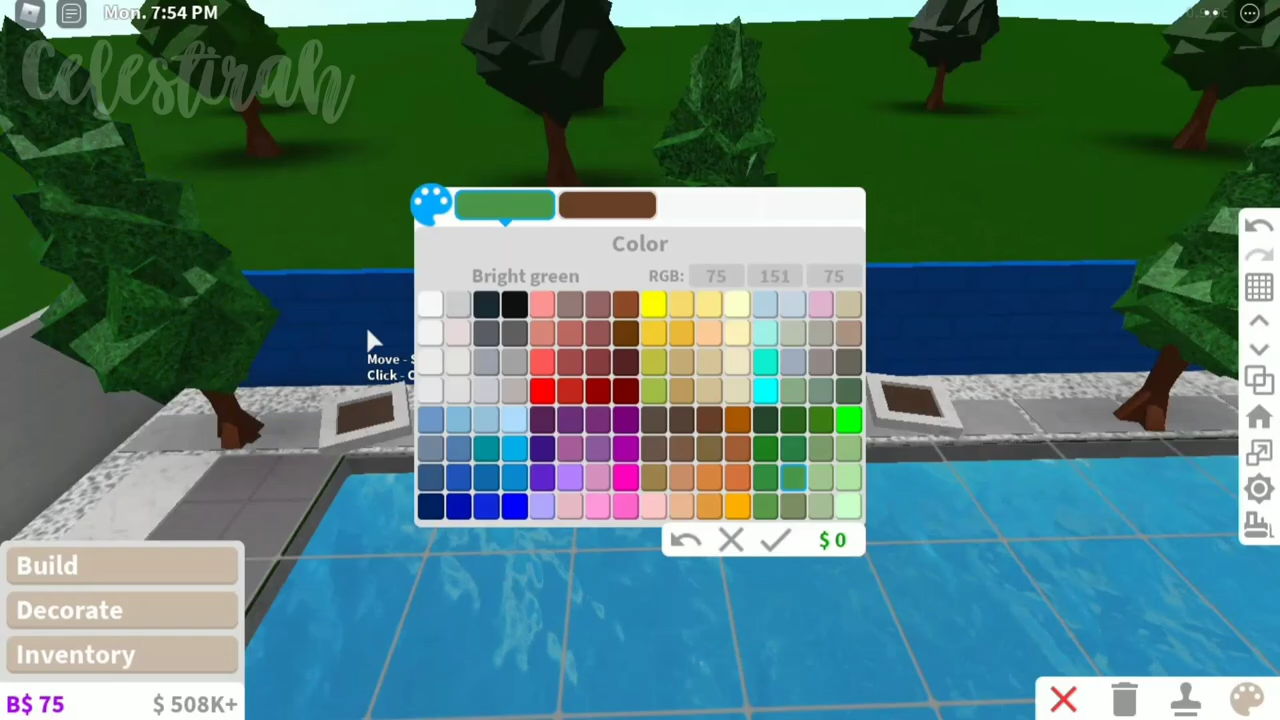 Mon. 7:54 PM
Celestirah
Color
Bright green
RGB: 75 151 75
Move -
Click -
$ 0
Build
Decorate
Inventory
B$ 75
$ 508K+